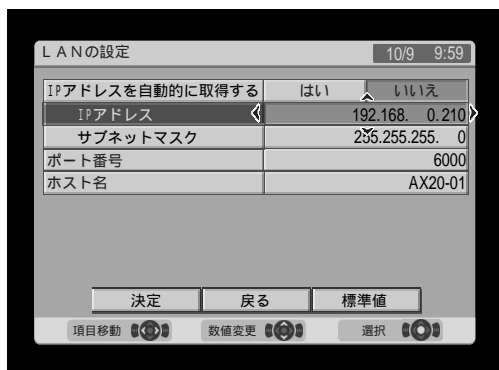 LANの設定 10/9 9:59
IPアドレスを自動的に取得する はい いいえ
IPアドレス 192.168. 0.210
サブネットマスク 255.255.255. 0
ポート番号 6000
ホスト名 AX20-01
決定 戻る 標準値
項目移動 数値変更 選択